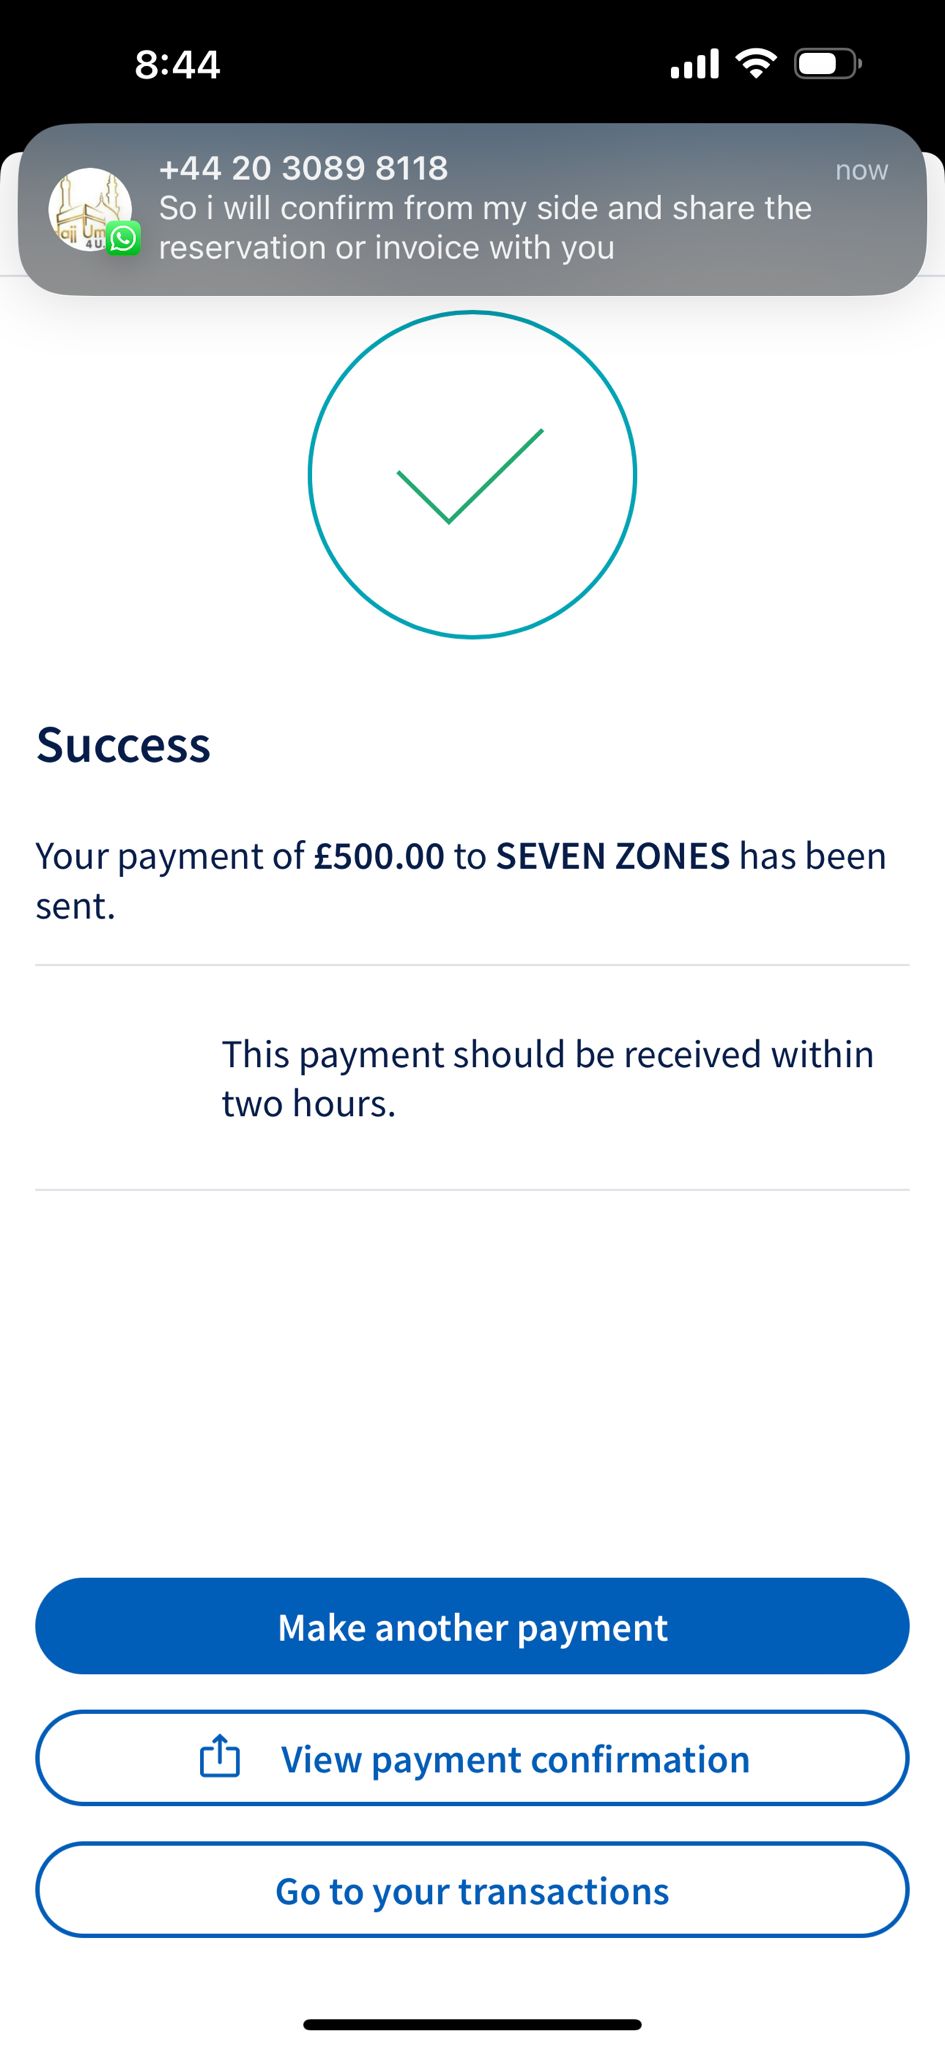 8:44
+44 20 3089 8118
now
So i will confirm from my side and share the
reservation or invoice with you
4U
Success
Your payment of £500.00 to SEVEN ZONES has been
sent.
This payment should be received within
two hours.
Make another payment
View payment confirmation
Go to your transactions